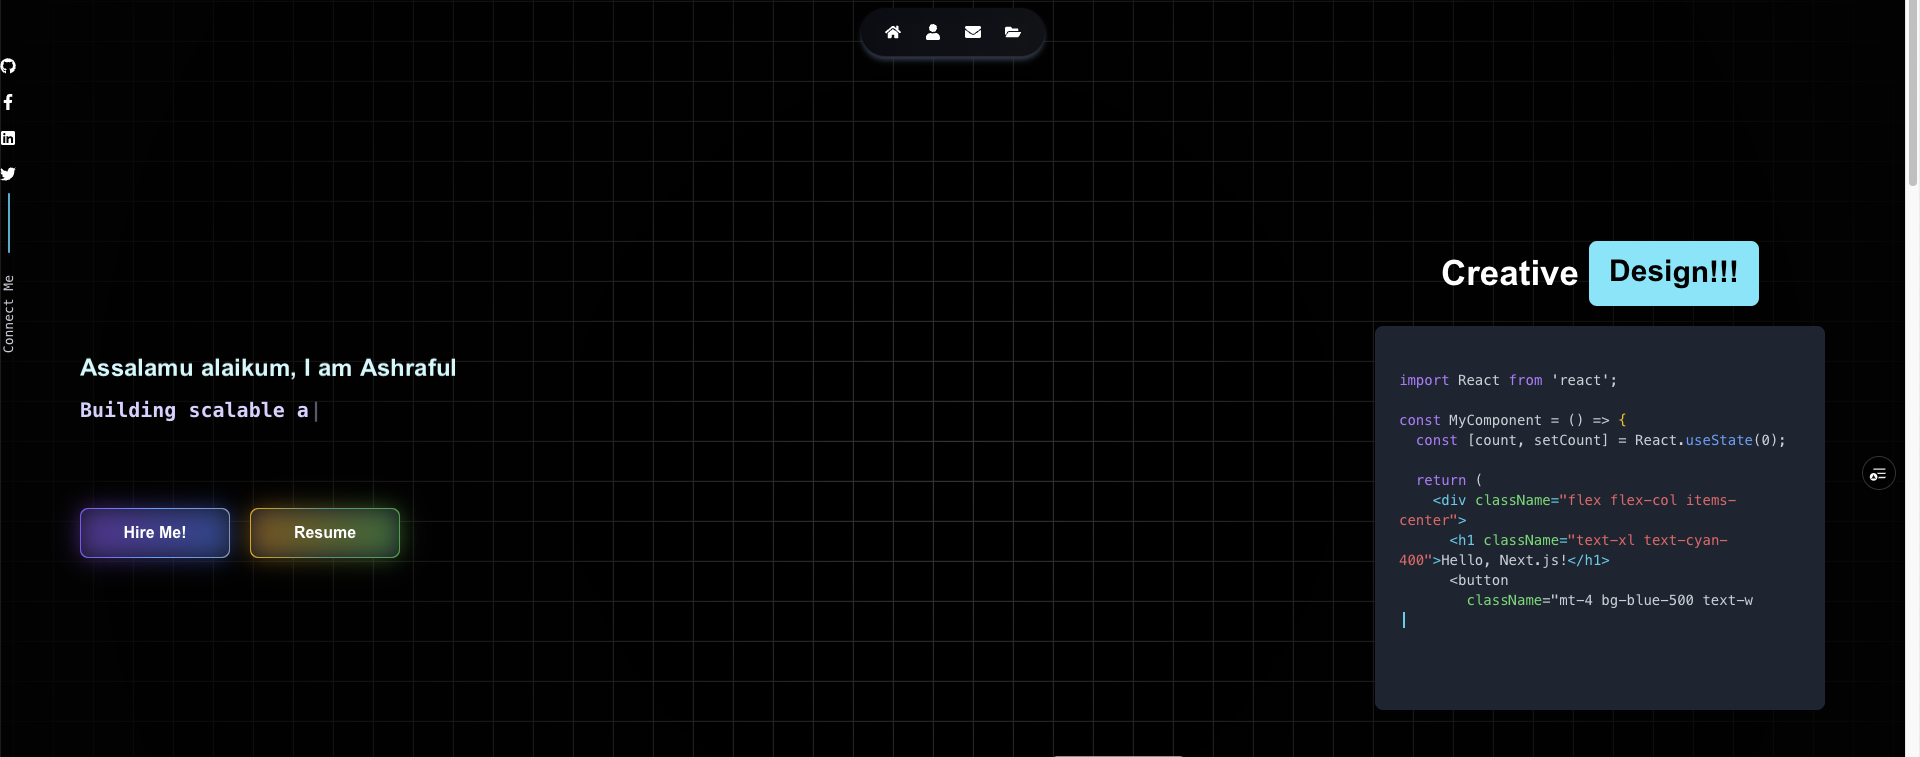 Connect Me
Assalamu alaikum, I am Ashraful
Building scalable a
Hire Me!
Resume
Creative Design!!!
import React from 'react';
const MyComponent = () => {
const [count, setCount] = React.useState(0);
return (
<div className="flex flex-col items-
center">
<h1 className="text-xl text-cyan-
400">Hello, Next.js!</h1>
<button
className="mt-4 bg-blue-500 text-w